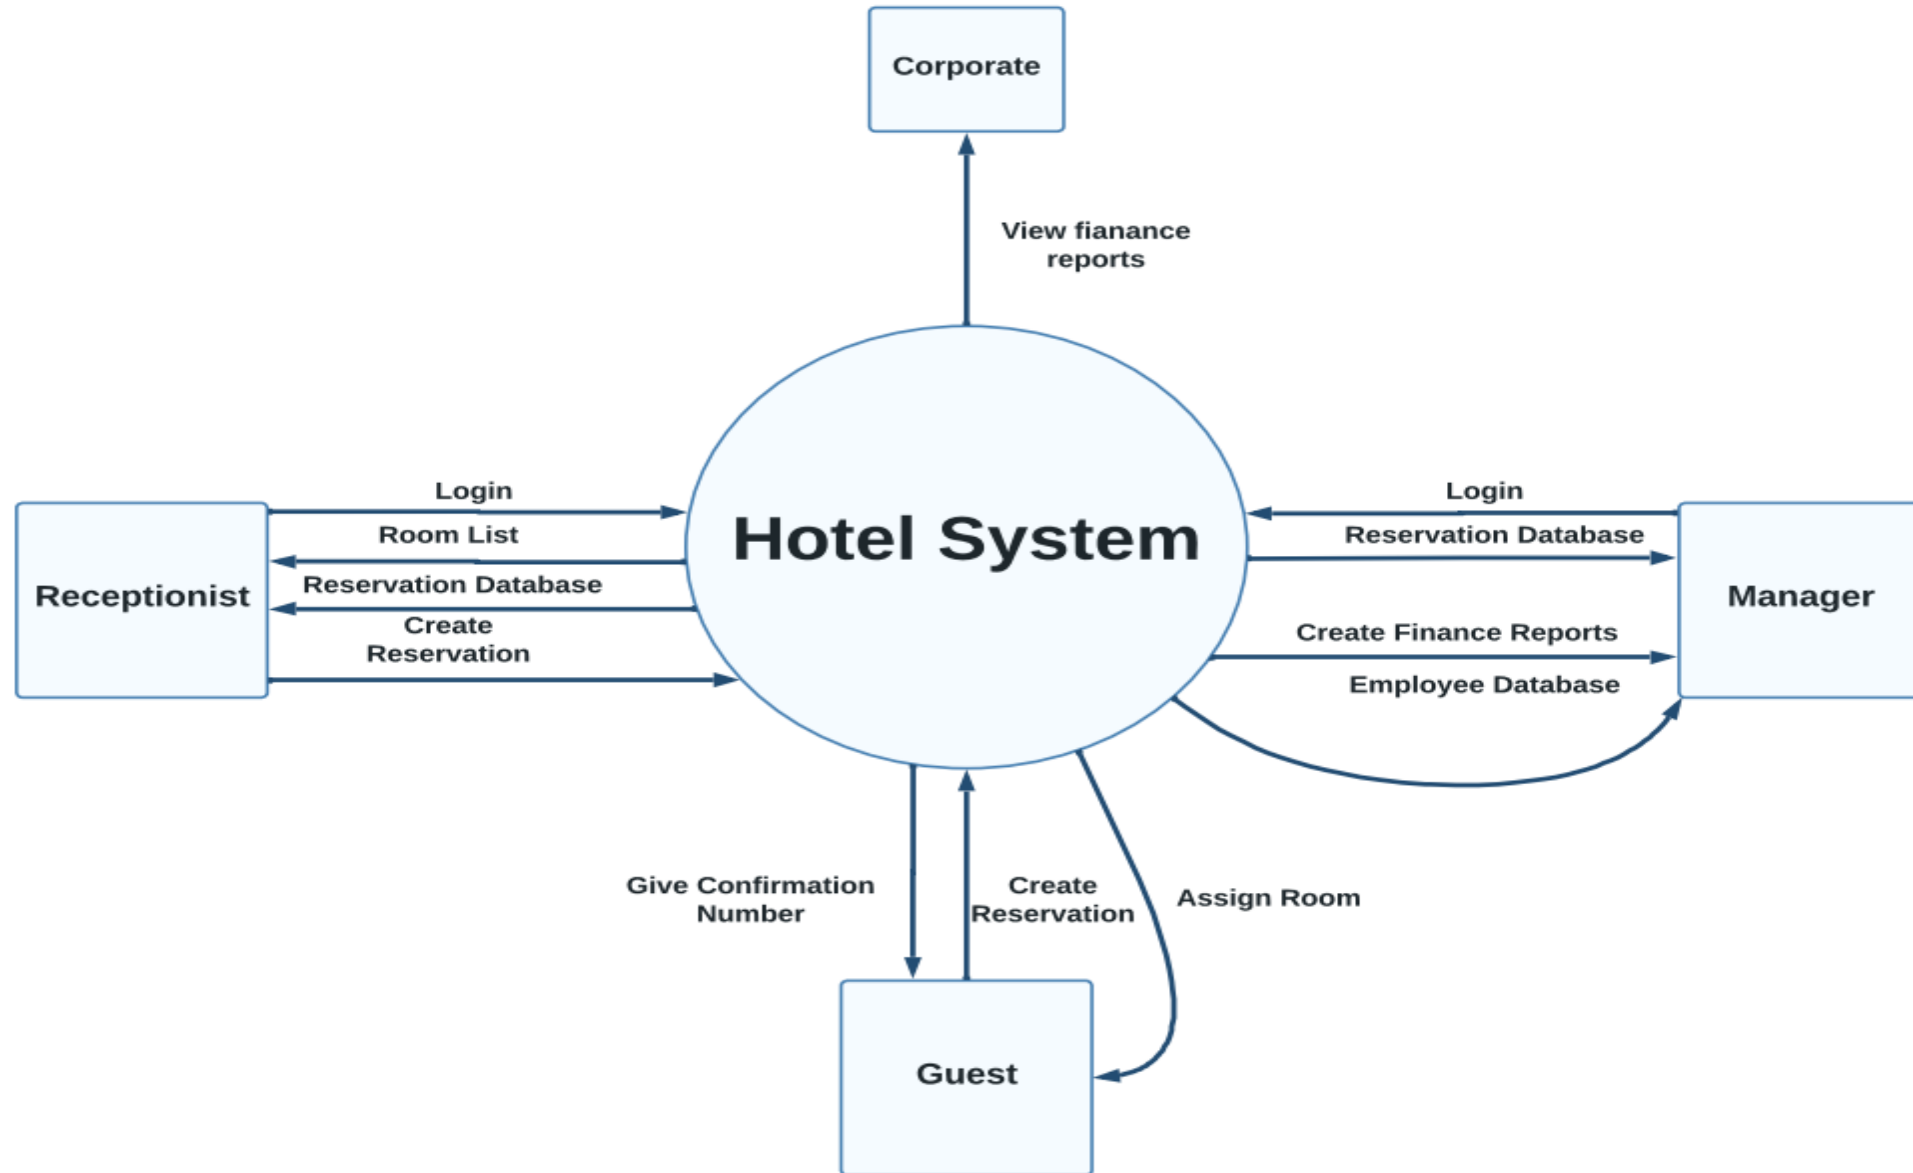 Corporate
View fianance
reports
Hotel System
Login
Room List
Reservation Database
Create
Reservation
Receptionist
Login
Reservation Database
Create Finance Reports
Employee Database
Manager
Give Confirmation
Number
Create
Reservation
Assign Room
Guest